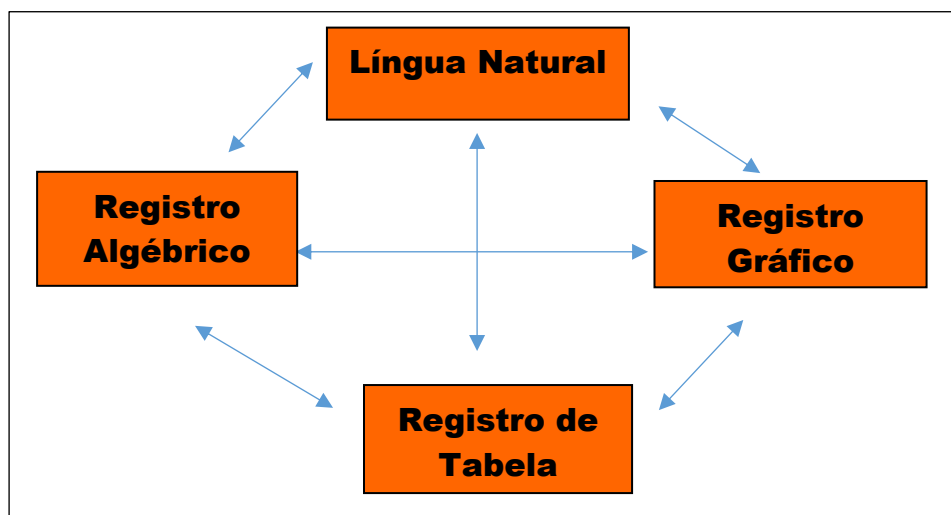 Língua Natural
Registro
Algébrico
Registro
Gráfico
Registro de
Tabela